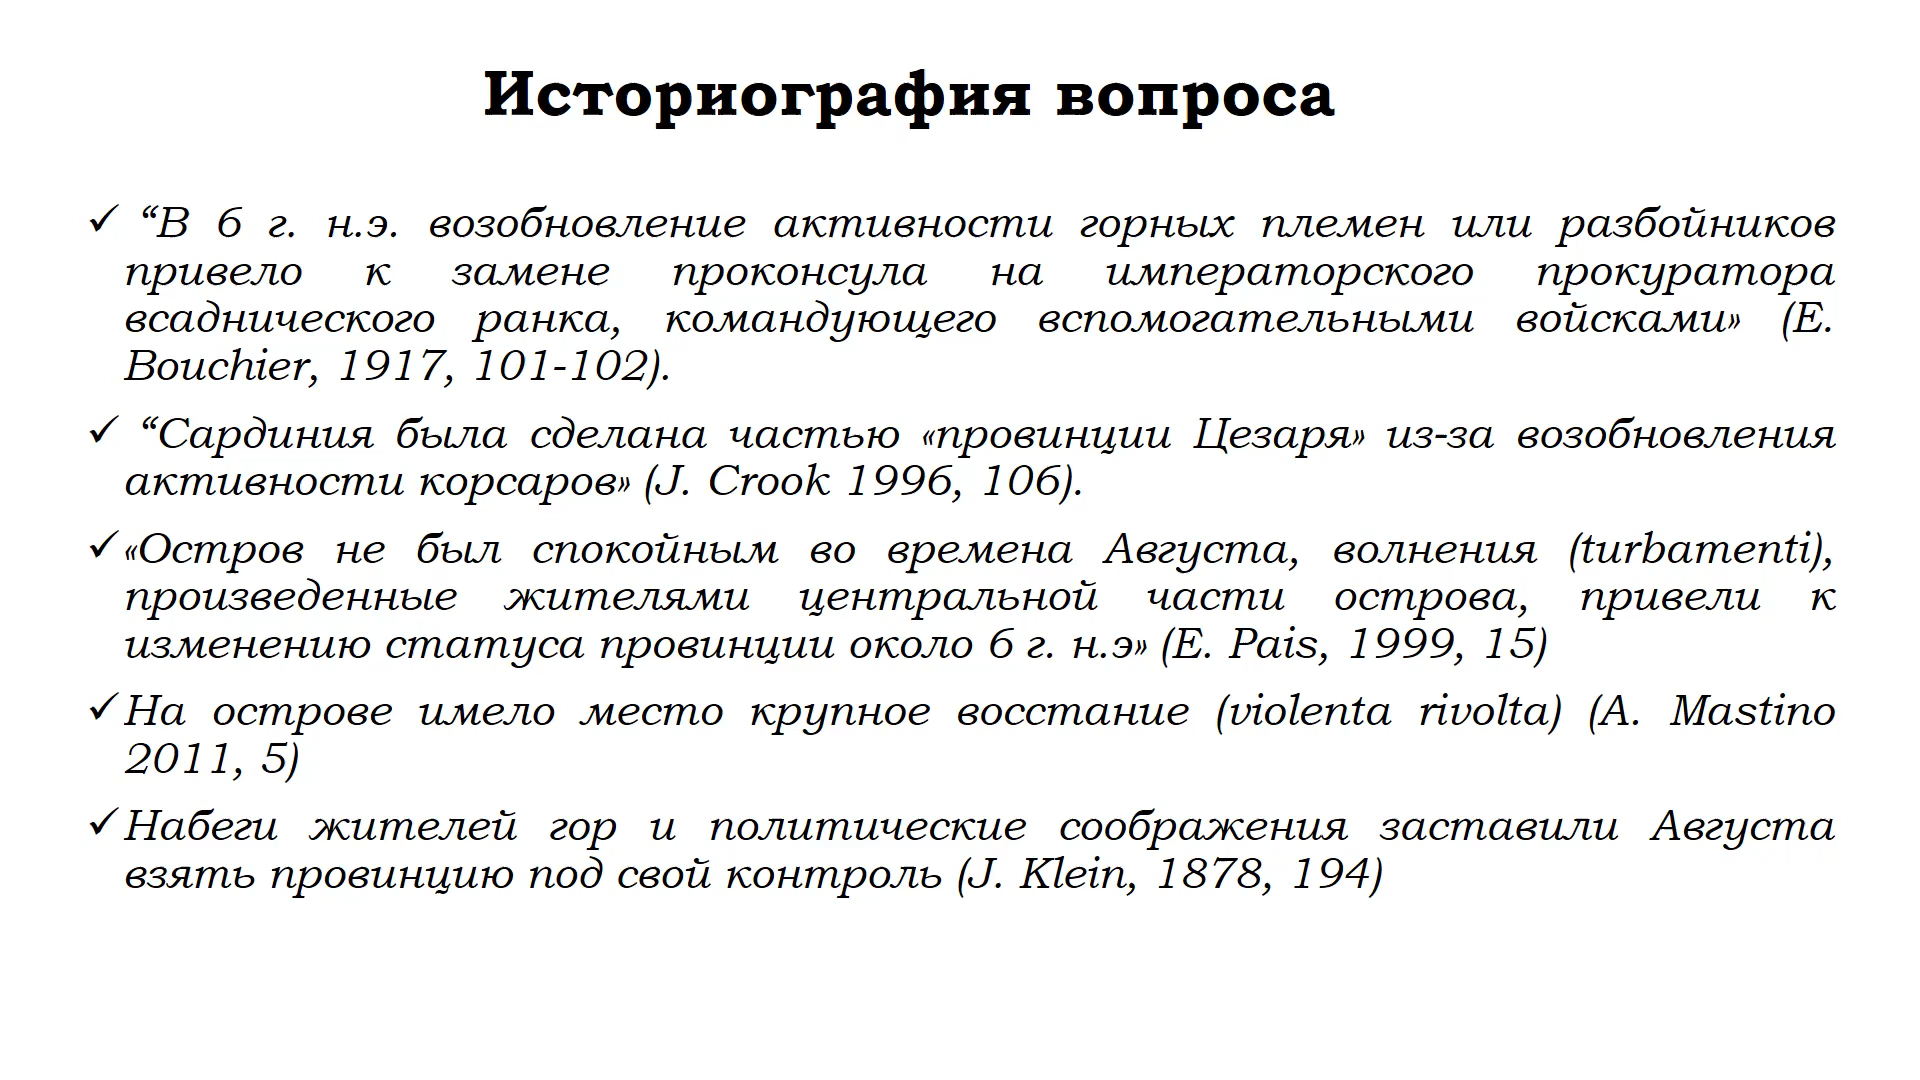 Историография вопроса
✓ “В 6 г. н.э. возобновление активности горных племен или разбойников
привело к замене проконсула на императорского прокуратора
всаднического ранка, командующего вспомогательными войсками» (E.
Bouchier, 1917, 101-102).
✓ “Сардиния была сделана частью «провинции Цезаря» из-за возобновления
активности корсаров» (J. Crook 1996, 106).
✓ «Остров не был спокойным во времена Августа, волнения (turbamenti),
произведенные жителями центральной части острова, привели к
изменению статуса провинции около 6 г. н.э» (E. Pais, 1999, 15)
✓ На острове имело место крупное восстание (violenta rivolta) (A. Mastino
2011, 5)
✓ Набеги жителей гор и политические соображения заставили Августа
взять провинцию под свой контроль (J. Klein, 1878, 194)